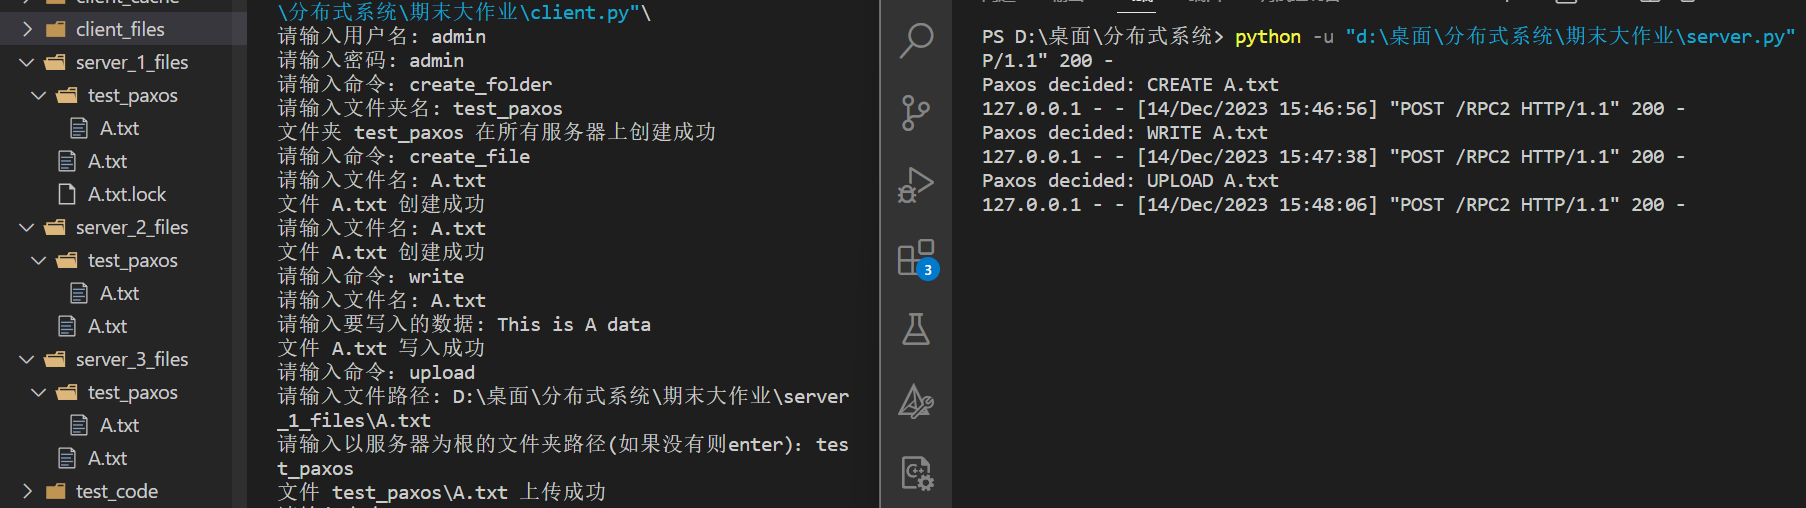 client_files
server_1_files
test_paxos
A.txt
A.txt
A.txt.lock
server_2_files
test_paxos
A.txt
A.txt
server_3_files
test_paxos
A.txt
A.txt
test_code
\分布式系统\期末大作业\client.py"\
请输入用户名: admin
请输入密码: admin
请输入命令: create_folder
请输入文件夹名: test_paxos
文件夹 test_paxos 在所有服务器上创建成功
请输入命令: create_file
请输入文件名: A.txt
文件 A.txt 创建成功
请输入文件名: A.txt
文件 A.txt 创建成功
请输入命令: write
请输入文件名: A.txt
请输入要写入的数据: This is A data
文件 A.txt 写入成功
请输入命令: upload
请输入文件路径: D:\桌面\分布式系统\期末大作业\server
_1_files\A.txt
请输入以服务器为根的文件夹路径(如果没有则enter): tes
t_paxos
文件 test_paxos\A.txt 上传成功
3
PS D:\桌面\分布式系统> python -u "d:\桌面\分布式系统\期末大作业\server.py"
P/1.1" 200 -
Paxos decided: CREATE A.txt
127.0.0.1 - - [14/Dec/2023 15:46:56] "POST /RPC2 HTTP/1.1" 200 -
Paxos decided: WRITE A.txt
127.0.0.1 - - [14/Dec/2023 15:47:38] "POST /RPC2 HTTP/1.1" 200 -
Paxos decided: UPLOAD A.txt
127.0.0.1 - - [14/Dec/2023 15:48:06] "POST /RPC2 HTTP/1.1" 200 -